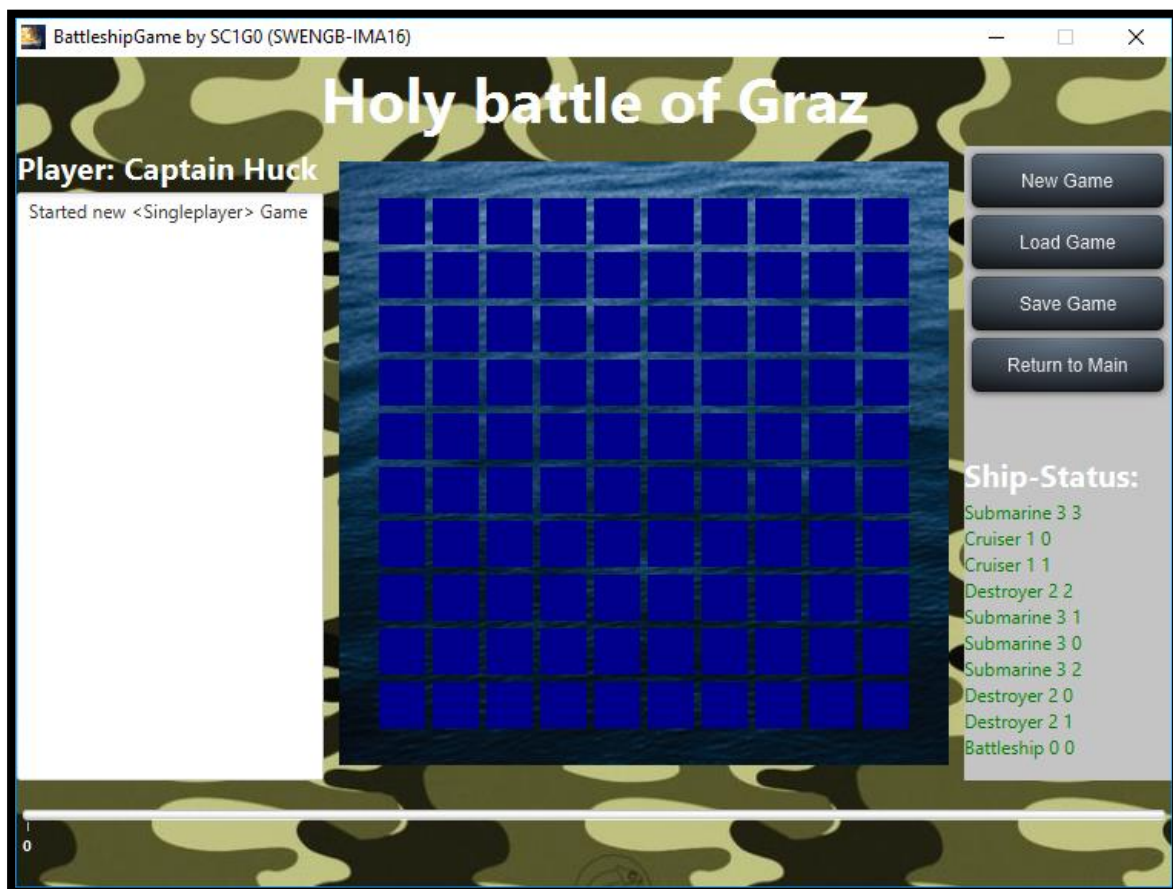 BattleshipGame by SC1G0 (SWENGB-IMA16)
Holy battle of Graz
Player: Captain Huck
Started new <Singleplayer> Game
New Game
Load Game
Save Game
Return to Main
Ship-Status:
Submarine 3 3
Cruiser 1 0
Cruiser 1 1
Destroyer 2 2
Submarine 3 1
Submarine 3 0
Submarine 3 2
Destroyer 2 0
Destroyer 2 1
Battleship 0 0
0